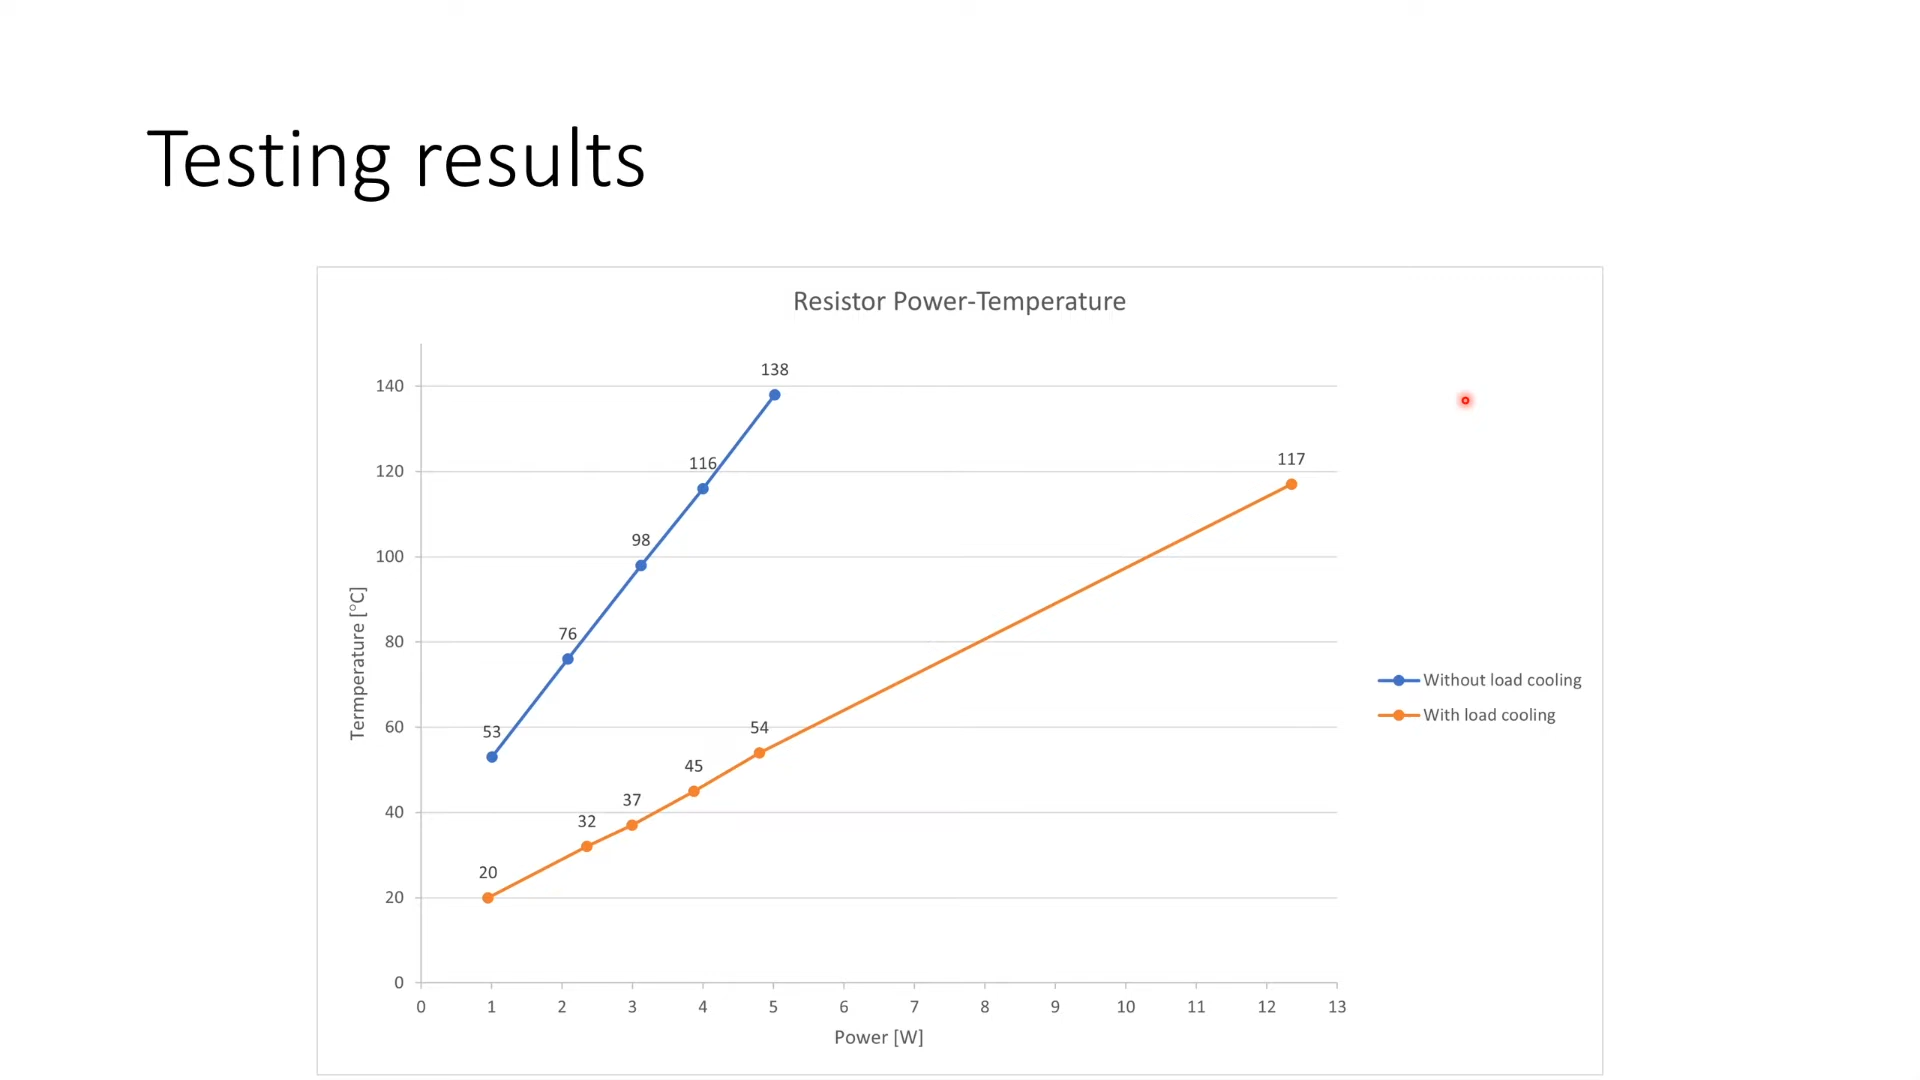 Testing results
Resistor Power-Temperature
138
140
116
120
117
98
100
Termperature [°C]
76
80
53
60
54
45
37
40
32
20
20
0
0 1 2 3 4 5 6 7 8 9 10 11 12 13
Power [W]
Without load cooling
With load cooling